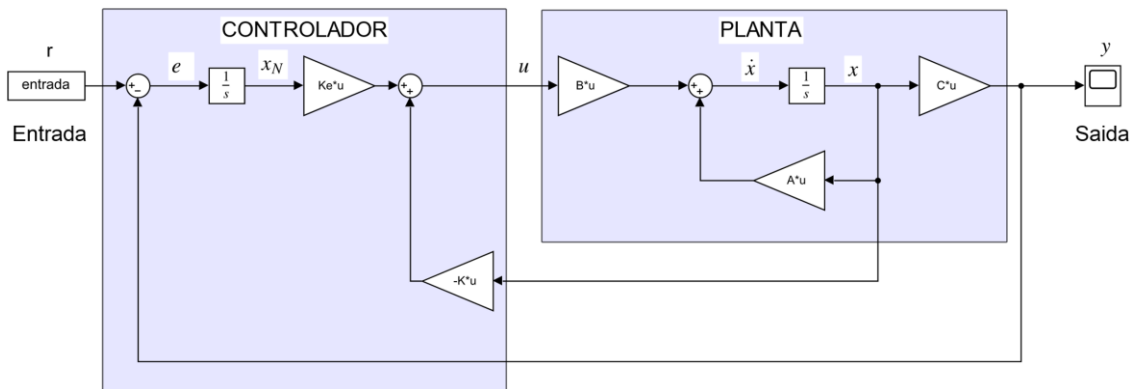 CONTROLADOR
PLANTA
r
entrada
Entrada
+
−
e
1
s
x_N
Ke*u
+
+
u
B*u
+
+
ẋ
1
s
x
C*u
y
Saida
A*u
-K*u